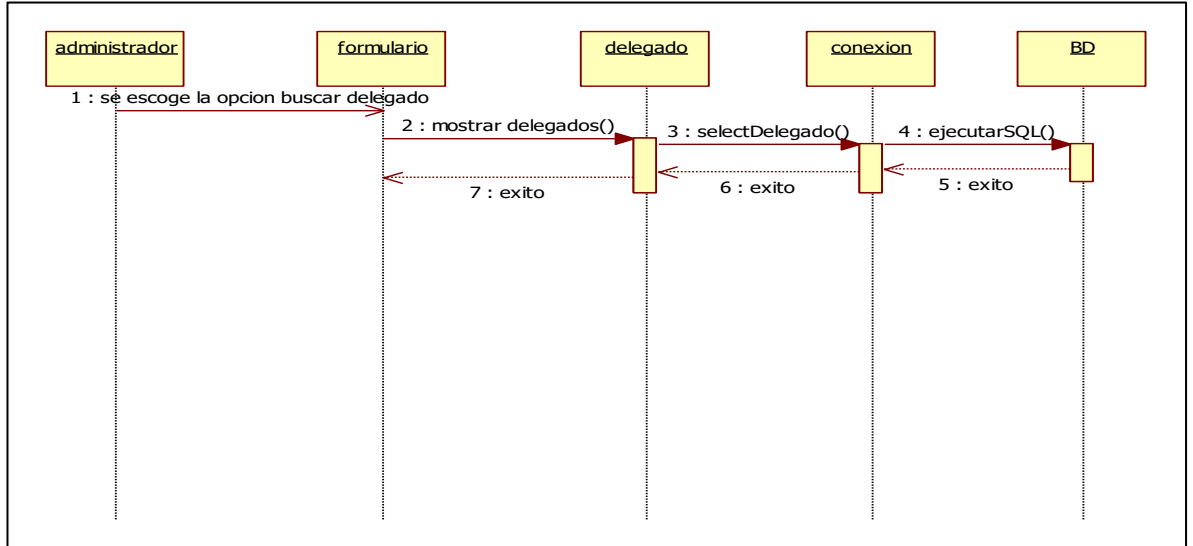 administrador
formulario
delegado
conexion
BD
1 : se escoge la opcion buscar delegado
2 : mostrar delegados()
3 : selectDelegado()
4 : ejecutarSQL()
5 : exito
6 : exito
7 : exito